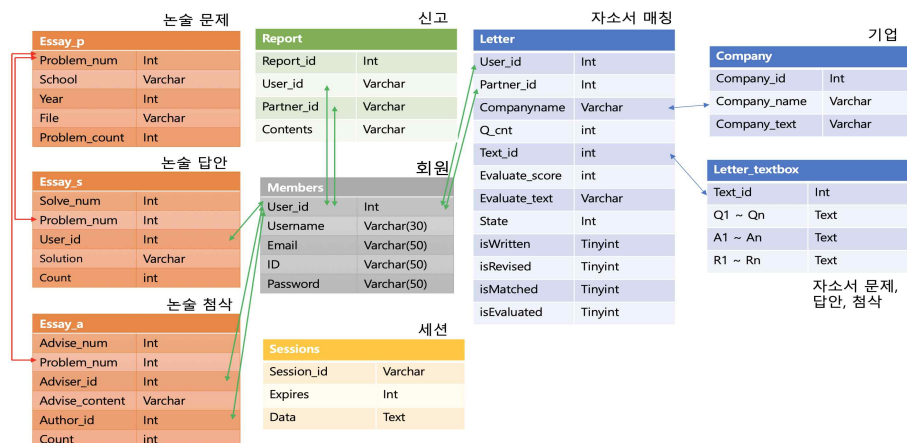 논술 문제
Essay_p
Problem_num Int
School Varchar
Year Int
File Varchar
Problem_count Int
논술 답안
Essay_s
Solve_num Int
Problem_num Int
User_id Int
Solution Varchar
Count int
논술 첨삭
Essay_a
Advise_num Int
Problem_num Int
Adviser_id Int
Advise_content Varchar
Author_id Int
Count int
신고
Report
Report_id Int
User_id Varchar
Partner_id Varchar
Contents Varchar
회원
Members
User_id Int
Username Varchar(30)
Email Varchar(50)
ID Varchar(50)
Password Varchar(50)
세션
Sessions
Session_id Varchar
Expires Int
Data Text
자소서 매칭
Letter
User_id Int
Partner_id Int
Companyname Varchar
Q_cnt int
Text_id int
Evaluate_score int
Evaluate_text Varchar
State Int
isWritten Tinyint
isRevised Tinyint
isMatched Tinyint
isEvaluated Tinyint
기업
Company
Company_id Int
Company_name Varchar
Company_text Varchar
Letter_textbox
Text_id Int
Q1 ~ Qn Text
A1 ~ An Text
R1 ~ Rn Text
자소서 문제,
답안, 첨삭